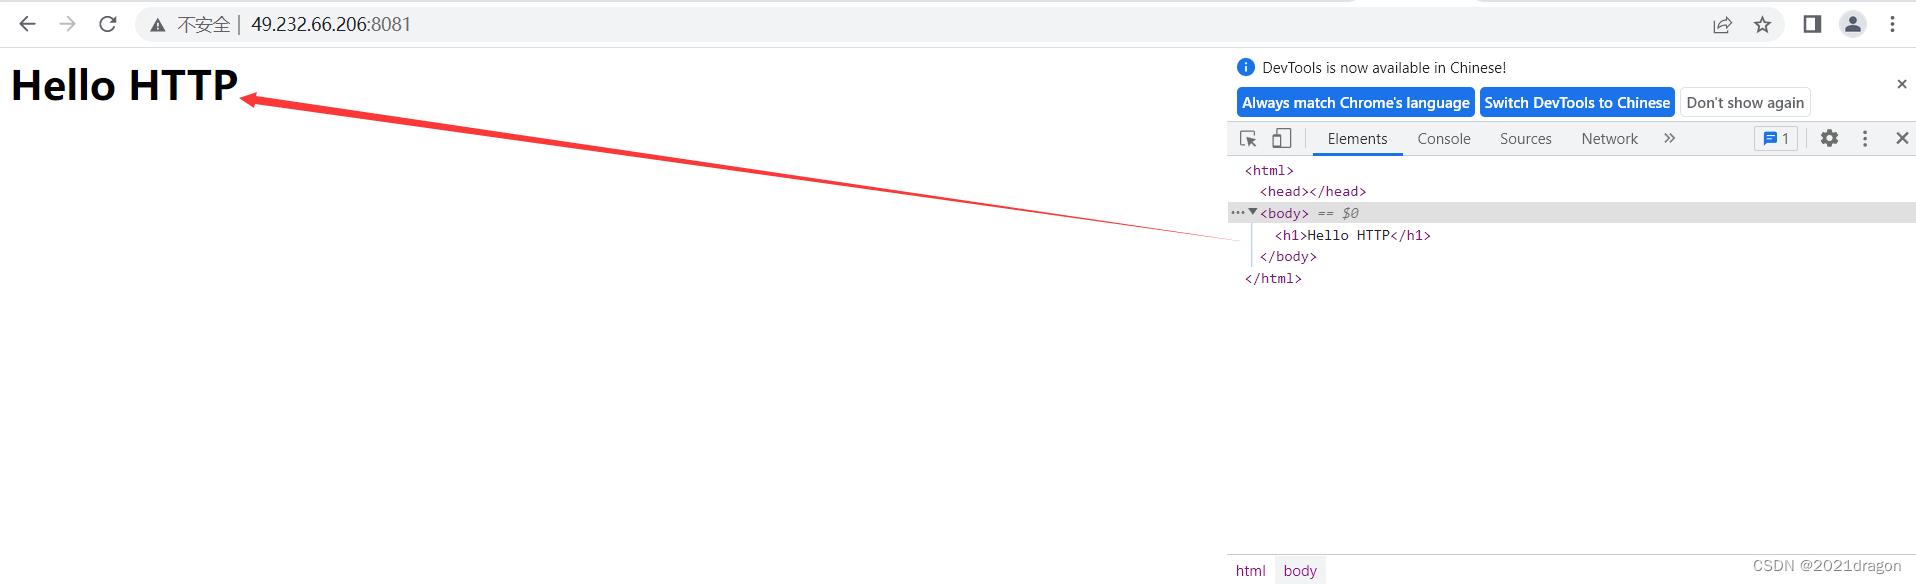 不安全 | 49.232.66.206:8081
Hello HTTP
DevTools is now available in Chinese!
Always match Chrome's language Switch DevTools to Chinese Don't show again
Elements Console Sources Network » 1
<html>
<head></head>
<body> == $0
<h1>Hello HTTP</h1>
</body>
</html>
html body
CSDN @2021dragon